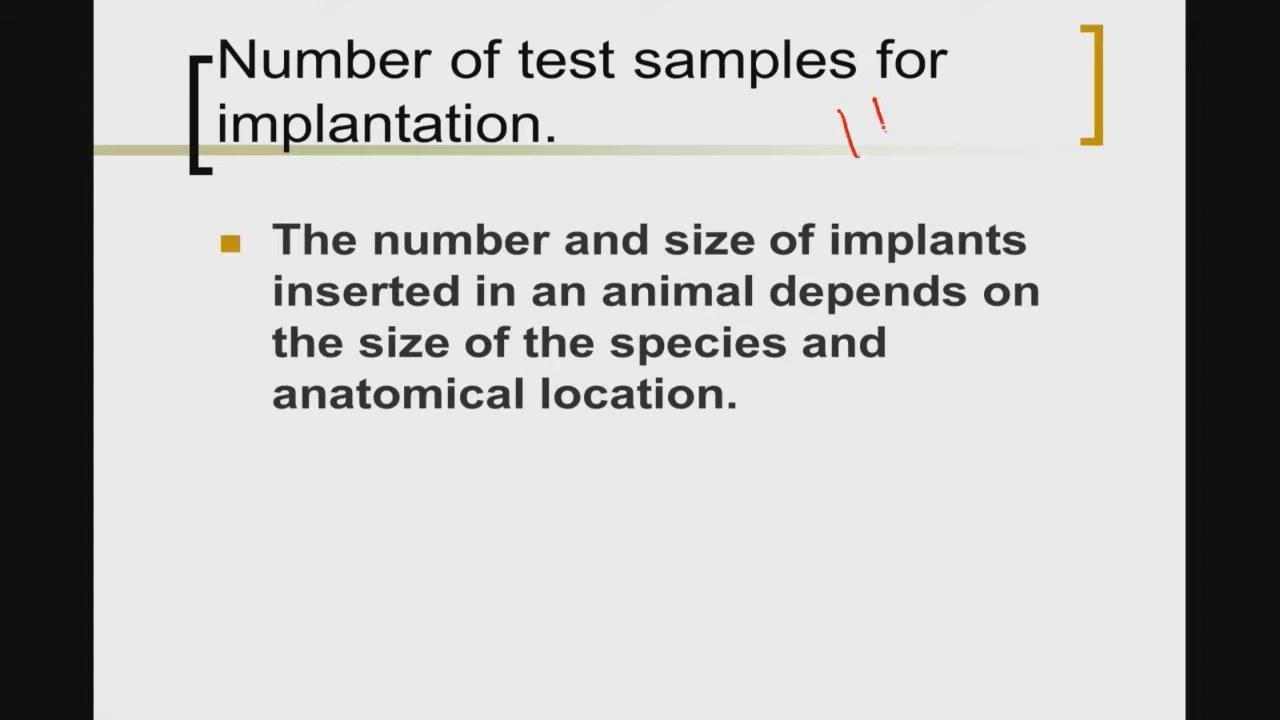 Number of test samples for
implantation.
The number and size of implants
inserted in an animal depends on
the size of the species and
anatomical location.